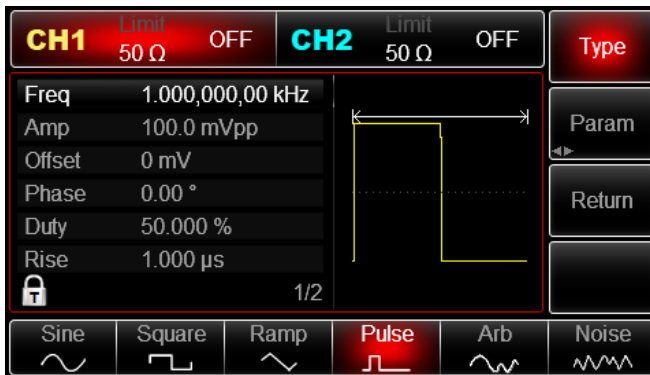 CH1 Limit 50 Ω OFF CH2 Limit 50 Ω OFF Type
Freq 1.000,000,00 kHz
Amp 100.0 mVpp
Offset 0 mV
Phase 0.00 °
Duty 50.000 %
Rise 1.000 µs
T
1/2
Param
Return
Sine Square Ramp Pulse Arb Noise